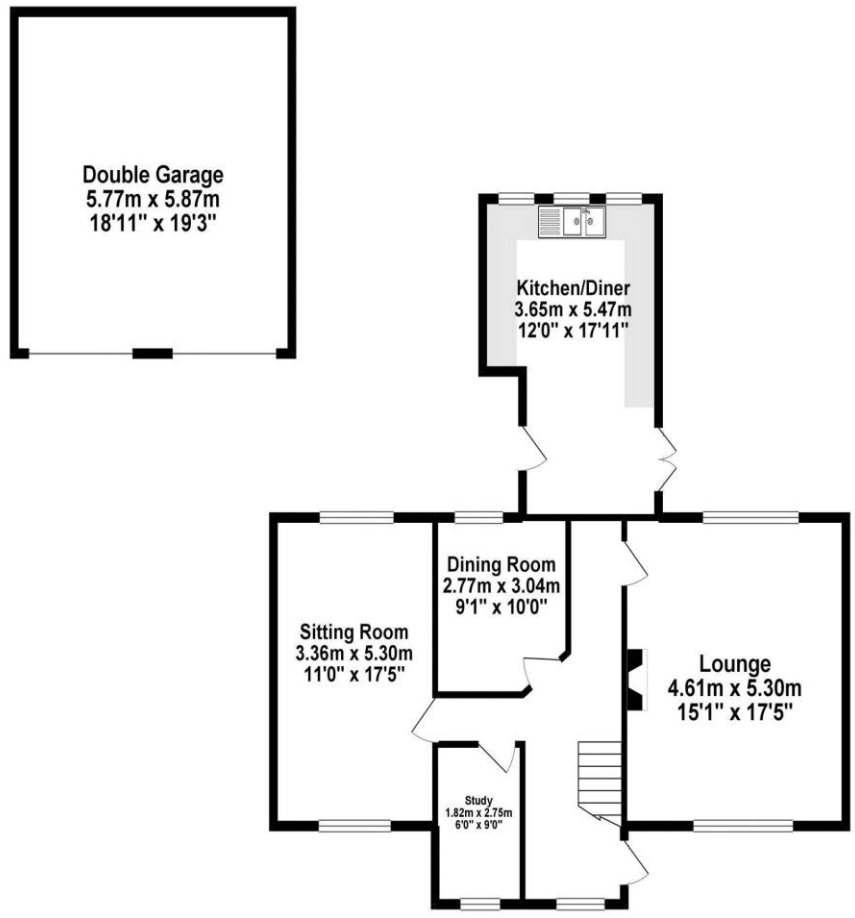 Double Garage
5.77m x 5.87m
18'11" x 19'3"
Kitchen/Diner
3.65m x 5.47m
12'0" x 17'11"
Dining Room
2.77m x 3.04m
9'1" x 10'0"
Sitting Room
3.36m x 5.30m
11'0" x 17'5"
Lounge
4.61m x 5.30m
15'1" x 17'5"
Study
1.82m x 2.75m
6'0" x 9'0"